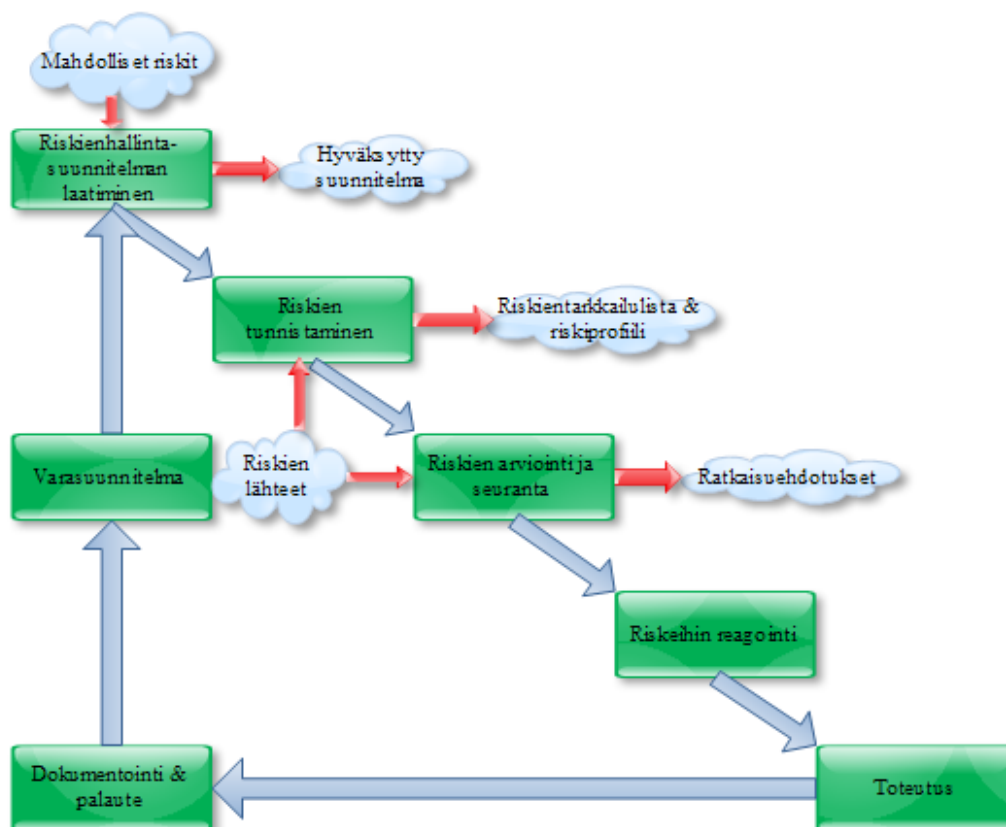 Mahdolliset riskit
Riskienhallinta-
suunnitelman
laatiminen
Hyväksytty
suunnitelma
Riskien
tunnistaminen
Riskientarkkailulista &
riskiprofiili
Varasuunnitelma
Riskien
lähteet
Riskien arviointi ja
seuranta
Ratkaisuehdotukset
Riskeihin reagointi
Dokumentointi &
palaute
Toteutus